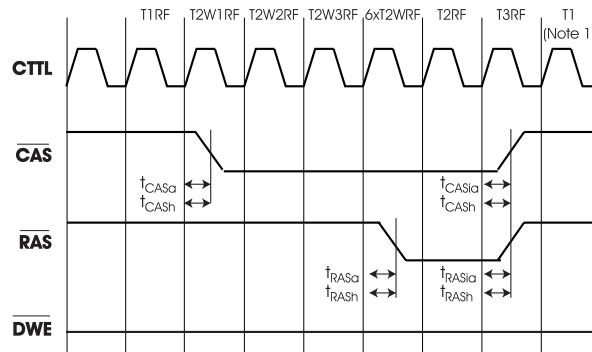 T1RF T2W1RF T2W2RF T2W3RF 6xT2WRF T2RF T3RF T1
(Note 1
CTTL
CAS
tCASa tCASia
tCASh tCASh
RAS
tRASa tRASia
tRASh tRASh
DWE